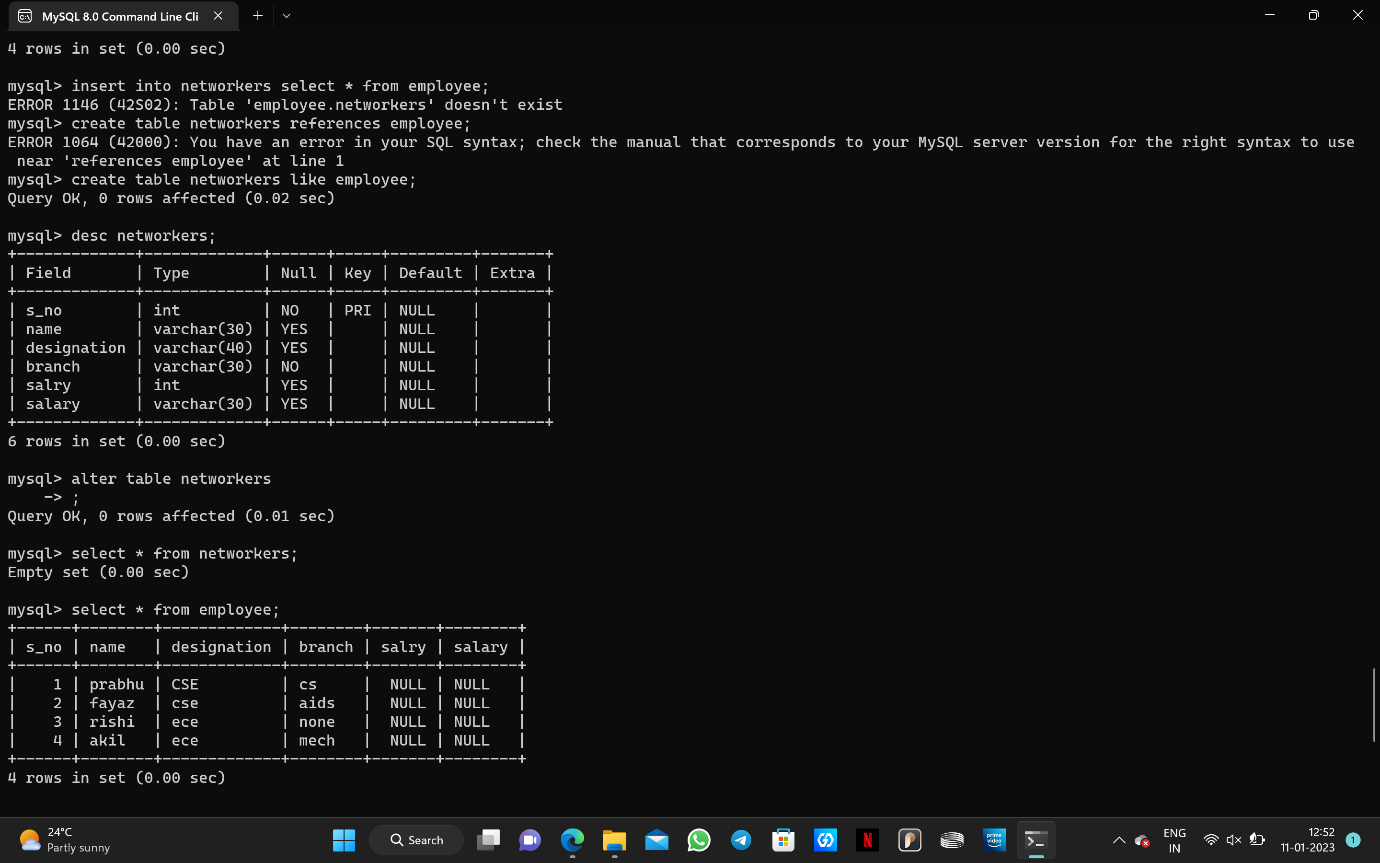 MySQL 8.0 Command Line Cli
4 rows in set (0.00 sec)
mysql> insert into networkers select * from employee;
ERROR 1146 (42S02): Table 'employee.networkers' doesn't exist
mysql> create table networkers references employee;
ERROR 1064 (42000): You have an error in your SQL syntax; check the manual that corresponds to your MySQL server version for the right syntax to use
 near 'references employee' at line 1
mysql> create table networkers like employee;
Query OK, 0 rows affected (0.02 sec)
mysql> desc networkers;
+-------------+-------------+------+-----+---------+-------+
| Field       | Type        | Null | Key | Default | Extra |
+-------------+-------------+------+-----+---------+-------+
| s_no        | int         | NO   | PRI | NULL    |       |
| name        | varchar(30) | YES  |     | NULL    |       |
| designation | varchar(40) | YES  |     | NULL    |       |
| branch      | varchar(30) | NO   |     | NULL    |       |
| salry       | int         | YES  |     | NULL    |       |
| salary      | varchar(30) | YES  |     | NULL    |       |
+-------------+-------------+------+-----+---------+-------+
6 rows in set (0.00 sec)
mysql> alter table networkers
    -> ;
Query OK, 0 rows affected (0.01 sec)
mysql> select * from networkers;
Empty set (0.00 sec)
mysql> select * from employee;
+------+--------+-------------+--------+-------+--------+
| s_no | name   | designation | branch | salry | salary |
+------+--------+-------------+--------+-------+--------+
|    1 | prabhu | CSE         | cs     |  NULL | NULL   |
|    2 | fayaz  | cse         | aids   |  NULL | NULL   |
|    3 | rishi  | ece         | none   |  NULL | NULL   |
|    4 | akil   | ece         | mech   |  NULL | NULL   |
+------+--------+-------------+--------+-------+--------+
4 rows in set (0.00 sec)
24°C
Partly sunny
Search
N
prime video
ENG
IN
12:52
11-01-2023
1